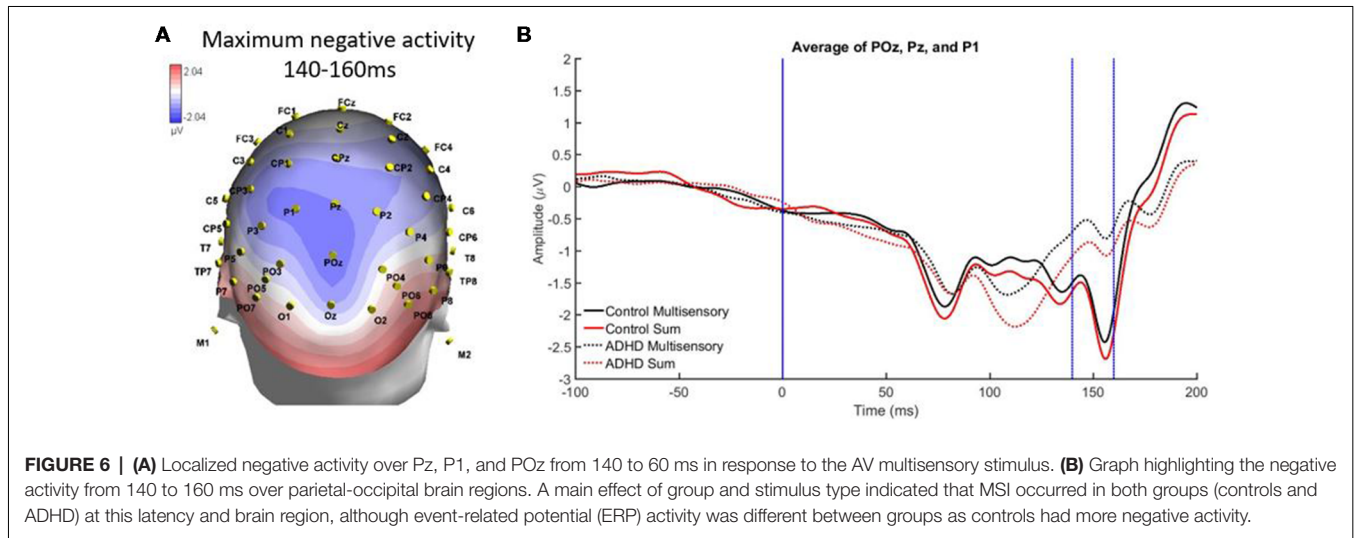 A
Maximum negative activity
140-160ms
2.04
-2.04
µV
FCz
FC1
FC2
C1
Cz
C2
FC3
FC4
C3
CP1
CPz
CP2
C4
C5
CP3
CP4
C6
P1
Pz
P2
CP5
P3
P4
CP6
T7
P5
POz
T8
TP7
PO3
PO4
P6
TP8
P7
PO5
PO6
P8
PO7
O1
Oz
O2
PO8
M1
M2
B
Average of POz, Pz, and P1
2
1.5
1
0.5
0
-0.5
-1
-1.5
-2
-2.5
-3
Amplitude (µV)
Control Multisensory
Control Sum
ADHD Multisensory
ADHD Sum
-100
-50
0
50
100
150
200
Time (ms)
FIGURE 6 | (A) Localized negative activity over Pz, P1, and POz from 140 to 60 ms in response to the AV multisensory stimulus. (B) Graph highlighting the negative
activity from 140 to 160 ms over parietal-occipital brain regions. A main effect of group and stimulus type indicated that MSI occurred in both groups (controls and
ADHD) at this latency and brain region, although event-related potential (ERP) activity was different between groups as controls had more negative activity.